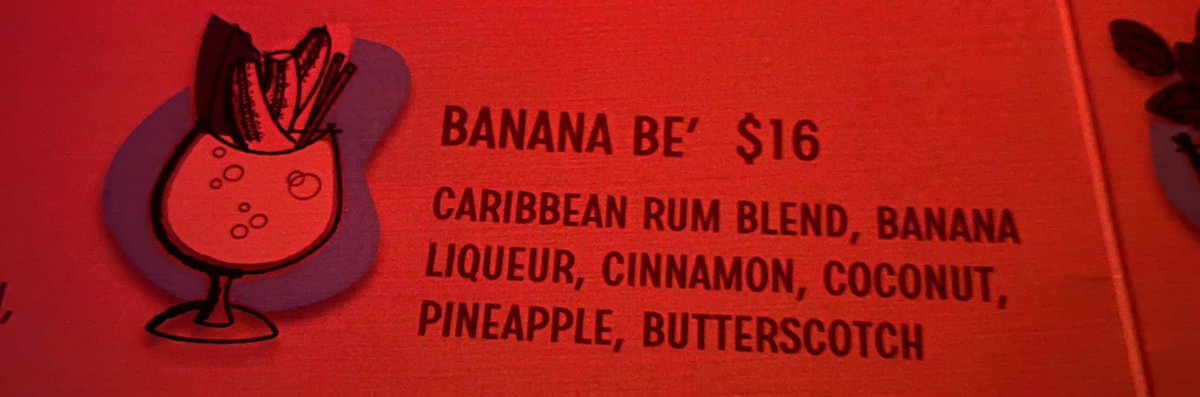 BANANA BE' $16
CARIBBEAN RUM BLEND, BANANA
LIQUEUR, CINNAMON, COCONUT,
PINEAPPLE, BUTTERSCOTCH